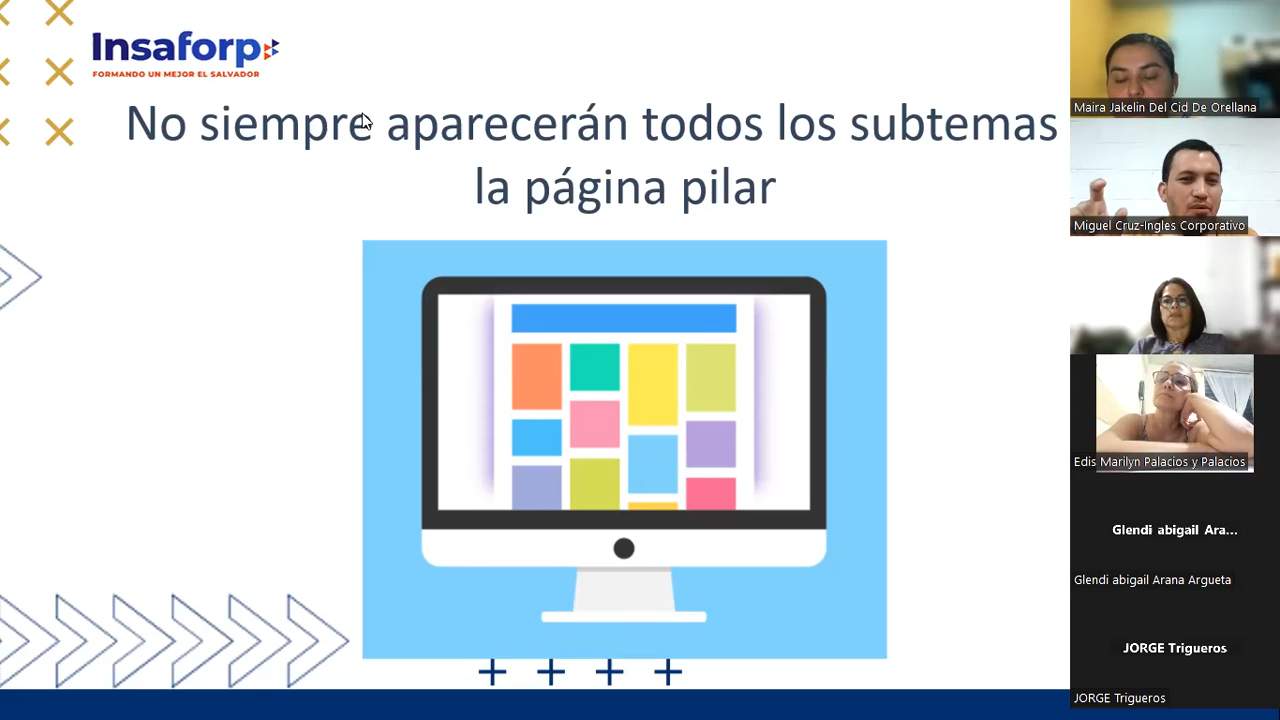 Insaforp
FORMANDO UN MEJOR EL SALVADOR
No siempre aparecerán todos los subtemas
la página pilar
Maira Jakelin Del Cid De Orellana
Miguel Cruz-Ingles Corporativo
Edis Marilyn Palacios y Palacios
Glendi abigail Ara...
Glendi abigail Arana Argueta
JORGE Trigueros
JORGE Trigueros